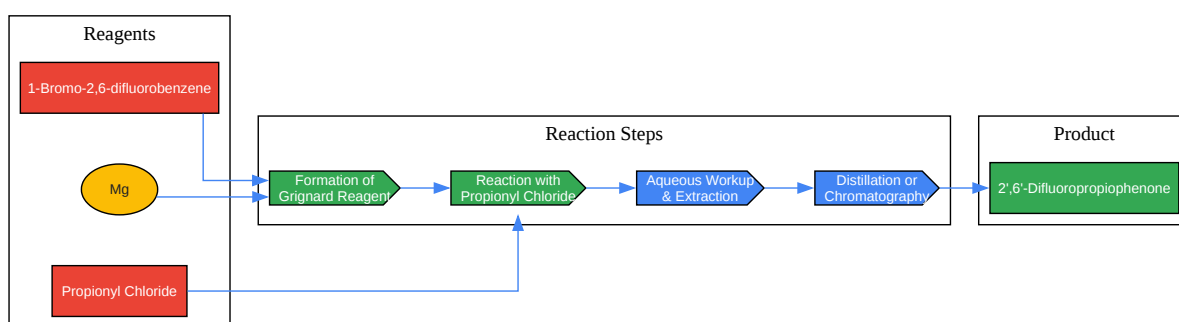 Reagents
1-Bromo-2,6-difluorobenzene
Mg
Propionyl Chloride
Reaction Steps
Formation of
Grignard Reagent
Reaction with
Propionyl Chloride
Aqueous Workup
& Extraction
Distillation or
Chromatography
Product
2',6'-Difluoropropiophenone